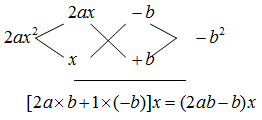 2ax −b
2ax² −b²
x +b
[2a×b+1×(−b)]x=(2ab−b)x